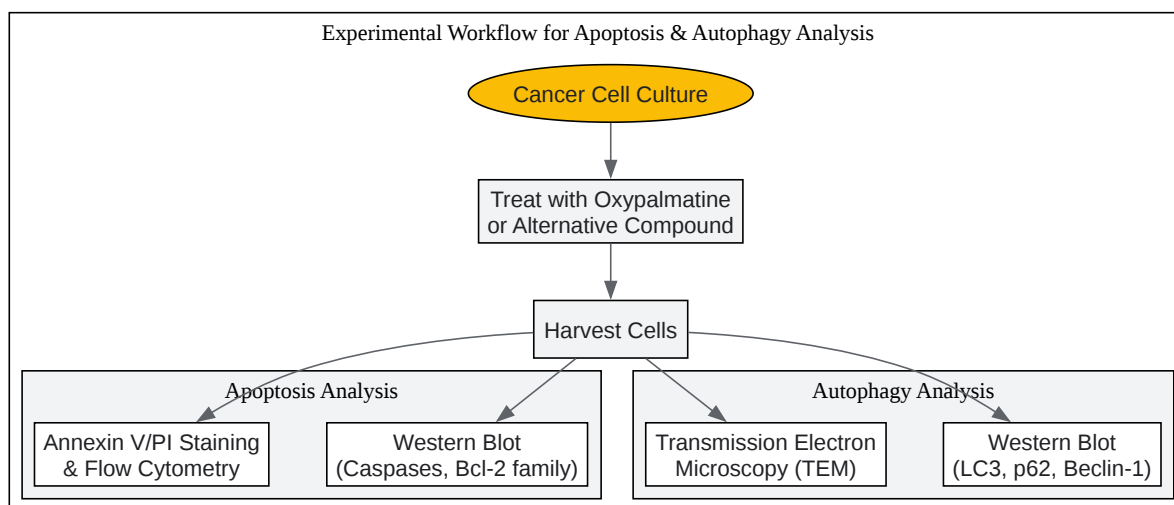 Experimental Workflow for Apoptosis & Autophagy Analysis
Cancer Cell Culture
Treat with Oxypalmatine
or Alternative Compound
Harvest Cells
Apoptosis Analysis
Annexin V/PI Staining
& Flow Cytometry
Western Blot
(Caspases, Bcl-2 family)
Autophagy Analysis
Transmission Electron
Microscopy (TEM)
Western Blot
(LC3, p62, Beclin-1)